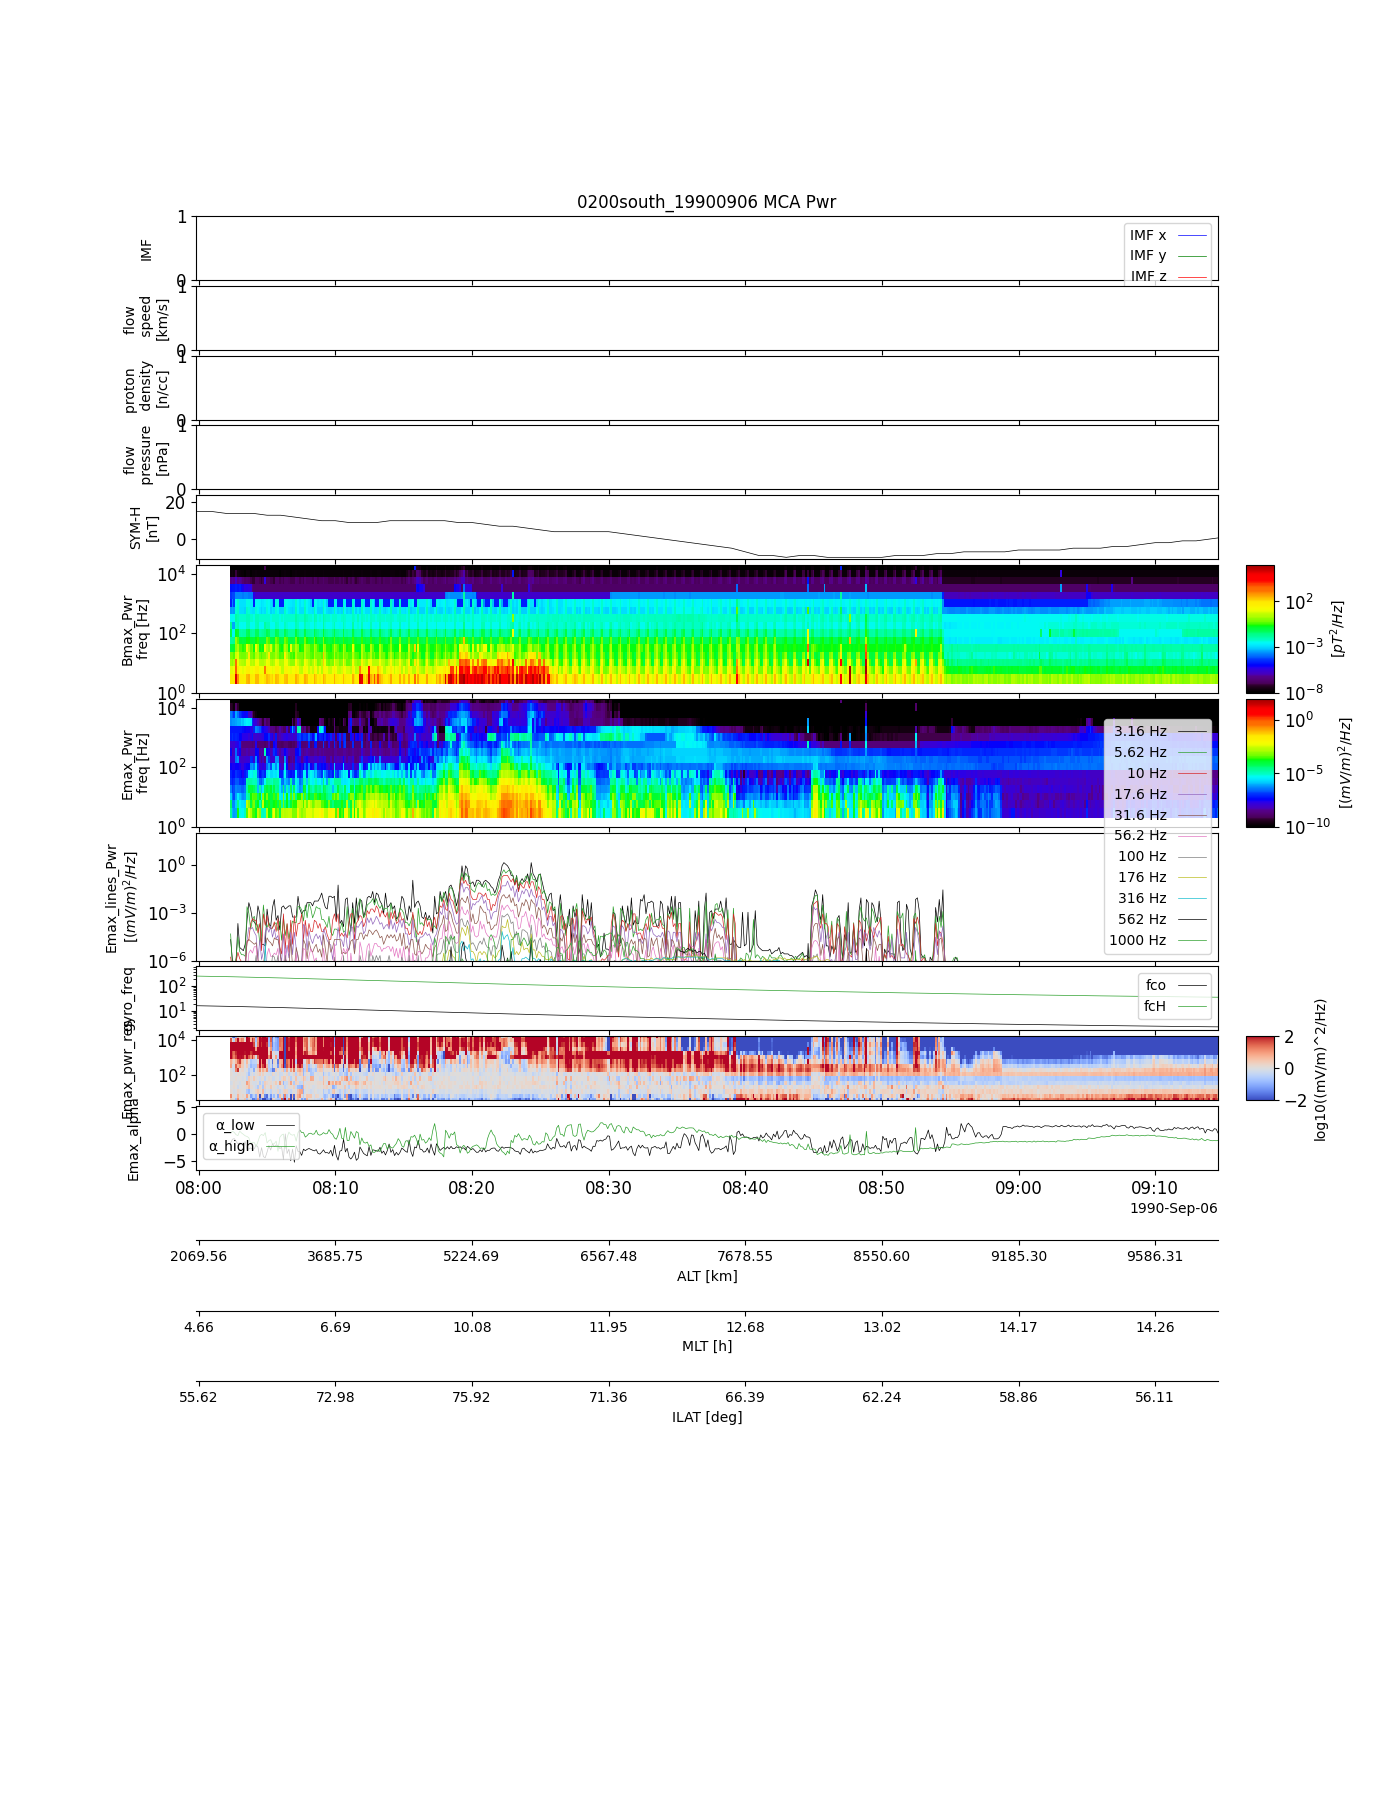 0200south_19900906 MCA Pwr
1
0
IMF
IMF x
IMF y
IMF z
1
0
flow
speed
[km/s]
1
0
proton
density
[n/cc]
1
0
flow
pressure
[nPa]
20
0
SYM-H
[nT]
10^4
10^2
10^0
Bmax_Pwr
freq [Hz]
10^2
10^-3
10^-8
[pT^2/Hz]
10^4
10^2
10^0
Emax_Pwr
freq [Hz]
10^0
10^-5
10^-10
[(mV/m)^2/Hz]
3.16 Hz
5.62 Hz
10 Hz
17.6 Hz
31.6 Hz
56.2 Hz
100 Hz
176 Hz
316 Hz
562 Hz
1000 Hz
10^0
10^-3
10^-6
Emax_lines_Pwr
[(mV/m)^2/Hz]
10^2
10^1
gyro_freq
fco
fcH
10^4
10^2
Emax_pwr_reg
2
0
−2
log10((mV/m)^2/Hz)
5
0
−5
Emax_alpha
α_low
α_high
08:00 08:10 08:20 08:30 08:40 08:50 09:00 09:10
1990-Sep-06
2069.56 3685.75 5224.69 6567.48 7678.55 8550.60 9185.30 9586.31
ALT [km]
4.66 6.69 10.08 11.95 12.68 13.02 14.17 14.26
MLT [h]
55.62 72.98 75.92 71.36 66.39 62.24 58.86 56.11
ILAT [deg]